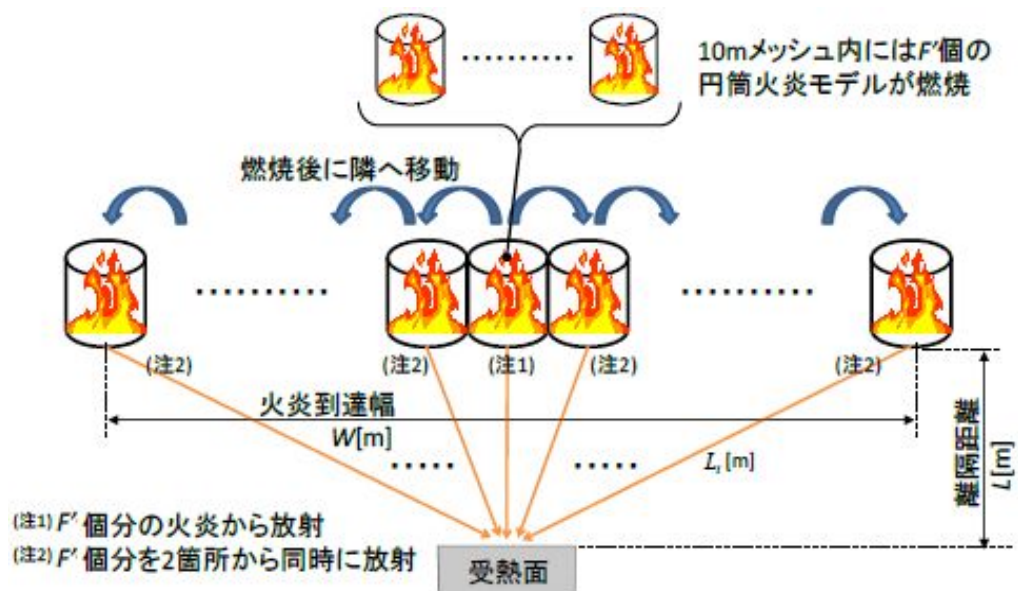 10mメッシュ内にはF'個の
円筒火炎モデルが燃焼
燃焼後に隣へ移動
(注2)
(注2)
(注1)
(注2)
(注2)
火炎到達幅
W[m]
Li [m]
離隔距離
L[m]
(注1) F' 個分の火炎から放射
(注2) F' 個分を2箇所から同時に放射
受熱面